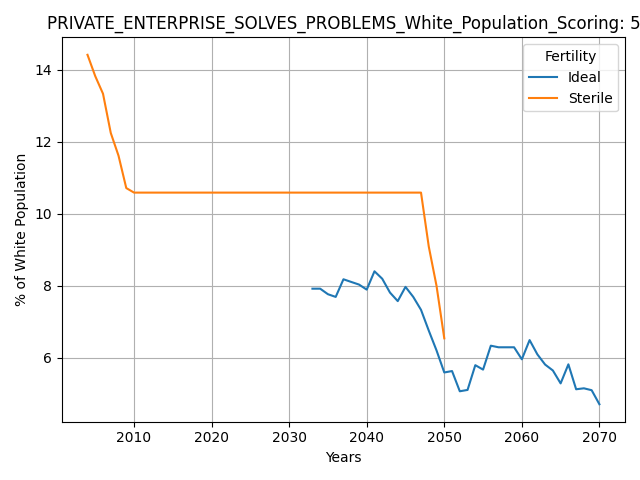 PRIVATE_ENTERPRISE_SOLVES_PROBLEMS_White_Population_Scoring: 5
Fertility
Ideal
Sterile
14
12
10
8
6
% of White Population
2010 2020 2030 2040 2050 2060 2070
Years